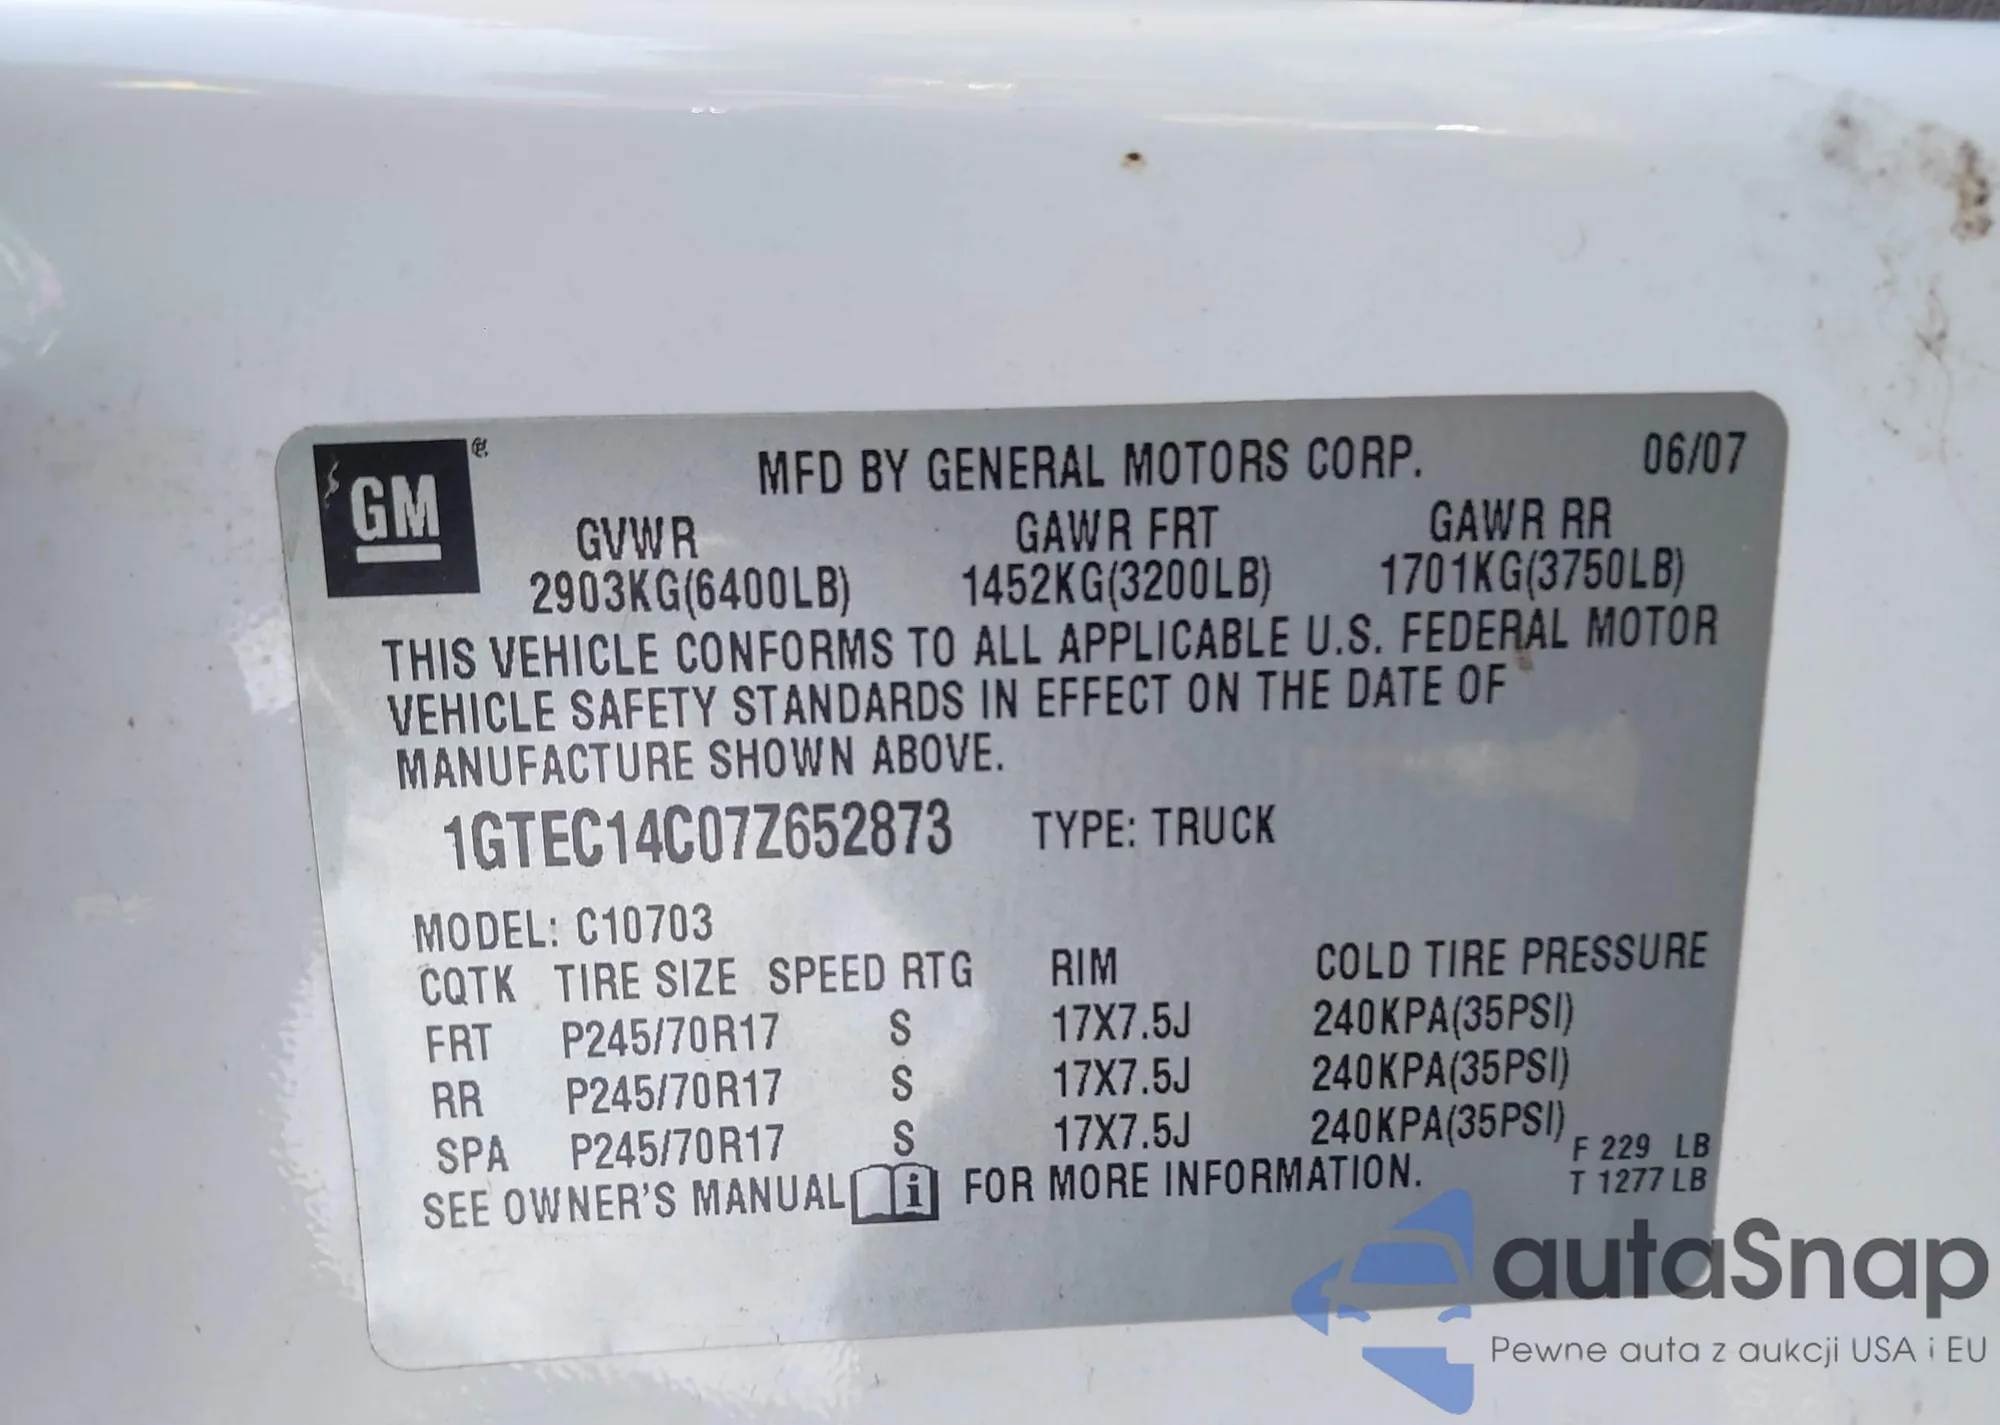 GM
MFD BY GENERAL MOTORS CORP. 06/07
GVWR GAWR FRT GAWR RR
2903KG(6400LB) 1452KG(3200LB) 1701KG(3750LB)
THIS VEHICLE CONFORMS TO ALL APPLICABLE U.S. FEDERAL MOTOR
VEHICLE SAFETY STANDARDS IN EFFECT ON THE DATE OF
MANUFACTURE SHOWN ABOVE.
1GTEC14C07Z652873 TYPE: TRUCK
MODEL: C10703
CQTK TIRE SIZE SPEED RTG RIM COLD TIRE PRESSURE
FRT P245/70R17 S 17X7.5J 240KPA(35PSI)
RR P245/70R17 S 17X7.5J 240KPA(35PSI)
SPA P245/70R17 S 17X7.5J 240KPA(35PSI)
F 229 LB
T 1277 LB
SEE OWNER'S MANUAL i FOR MORE INFORMATION.
autaSnap
Pewne auta z aukcji USA i EU